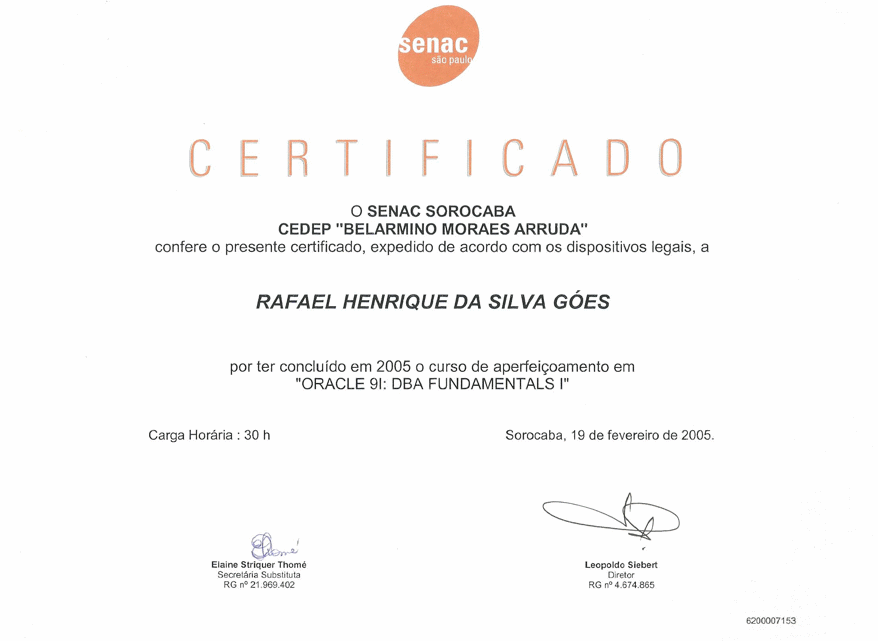 senac
são paulo
CERTIFICADO
O SENAC SOROCABA
CEDEP "BELARMINO MORAES ARRUDA"
confere o presente certificado, expedido de acordo com os dispositivos legais, a
RAFAEL HENRIQUE DA SILVA GÓES
por ter concluído em 2005 o curso de aperfeiçoamento em
"ORACLE 9I: DBA FUNDAMENTALS I"
Carga Horária : 30 h
Sorocaba, 19 de fevereiro de 2005.
Elaine Striquer Thomé
Secretária Substituta
RG nº 21.969.402
Leopoldo Siebert
Diretor
RG nº 4.674.865
6200007153